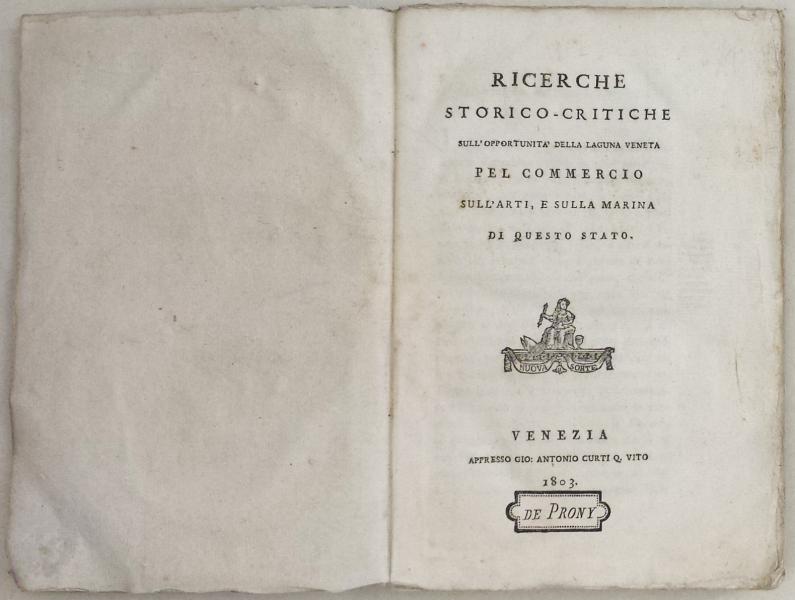 RICERCHE
STORICO-CRITICHE
SULL'OPPORTUNITA' DELLA LAGUNA VENETA
PEL COMMERCIO
SULL'ARTI, E SULLA MARINA
DI QUESTO STATO.
NUOVA SORTE
VENEZIA
APPRESSO GIO: ANTONIO CURTI Q. VITO
1803.
DE PRONY